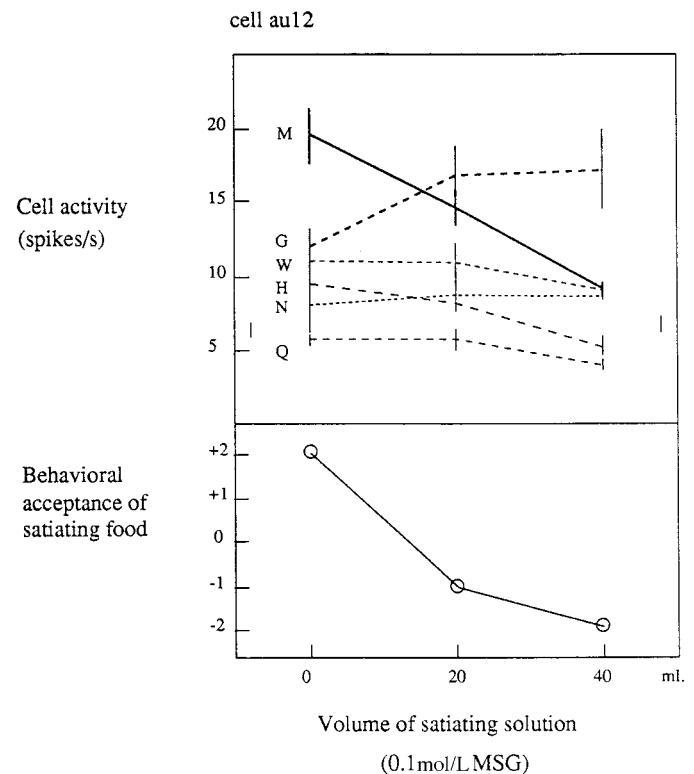 cell au12
20
M
15
Cell activity
(spikes/s)
G
W
10
H
N
5
Q
Behavioral
acceptance of
satiating food
+2
+1
0
-1
-2
0 20 40 ml.
Volume of satiating solution
(0.1mol/L MSG)